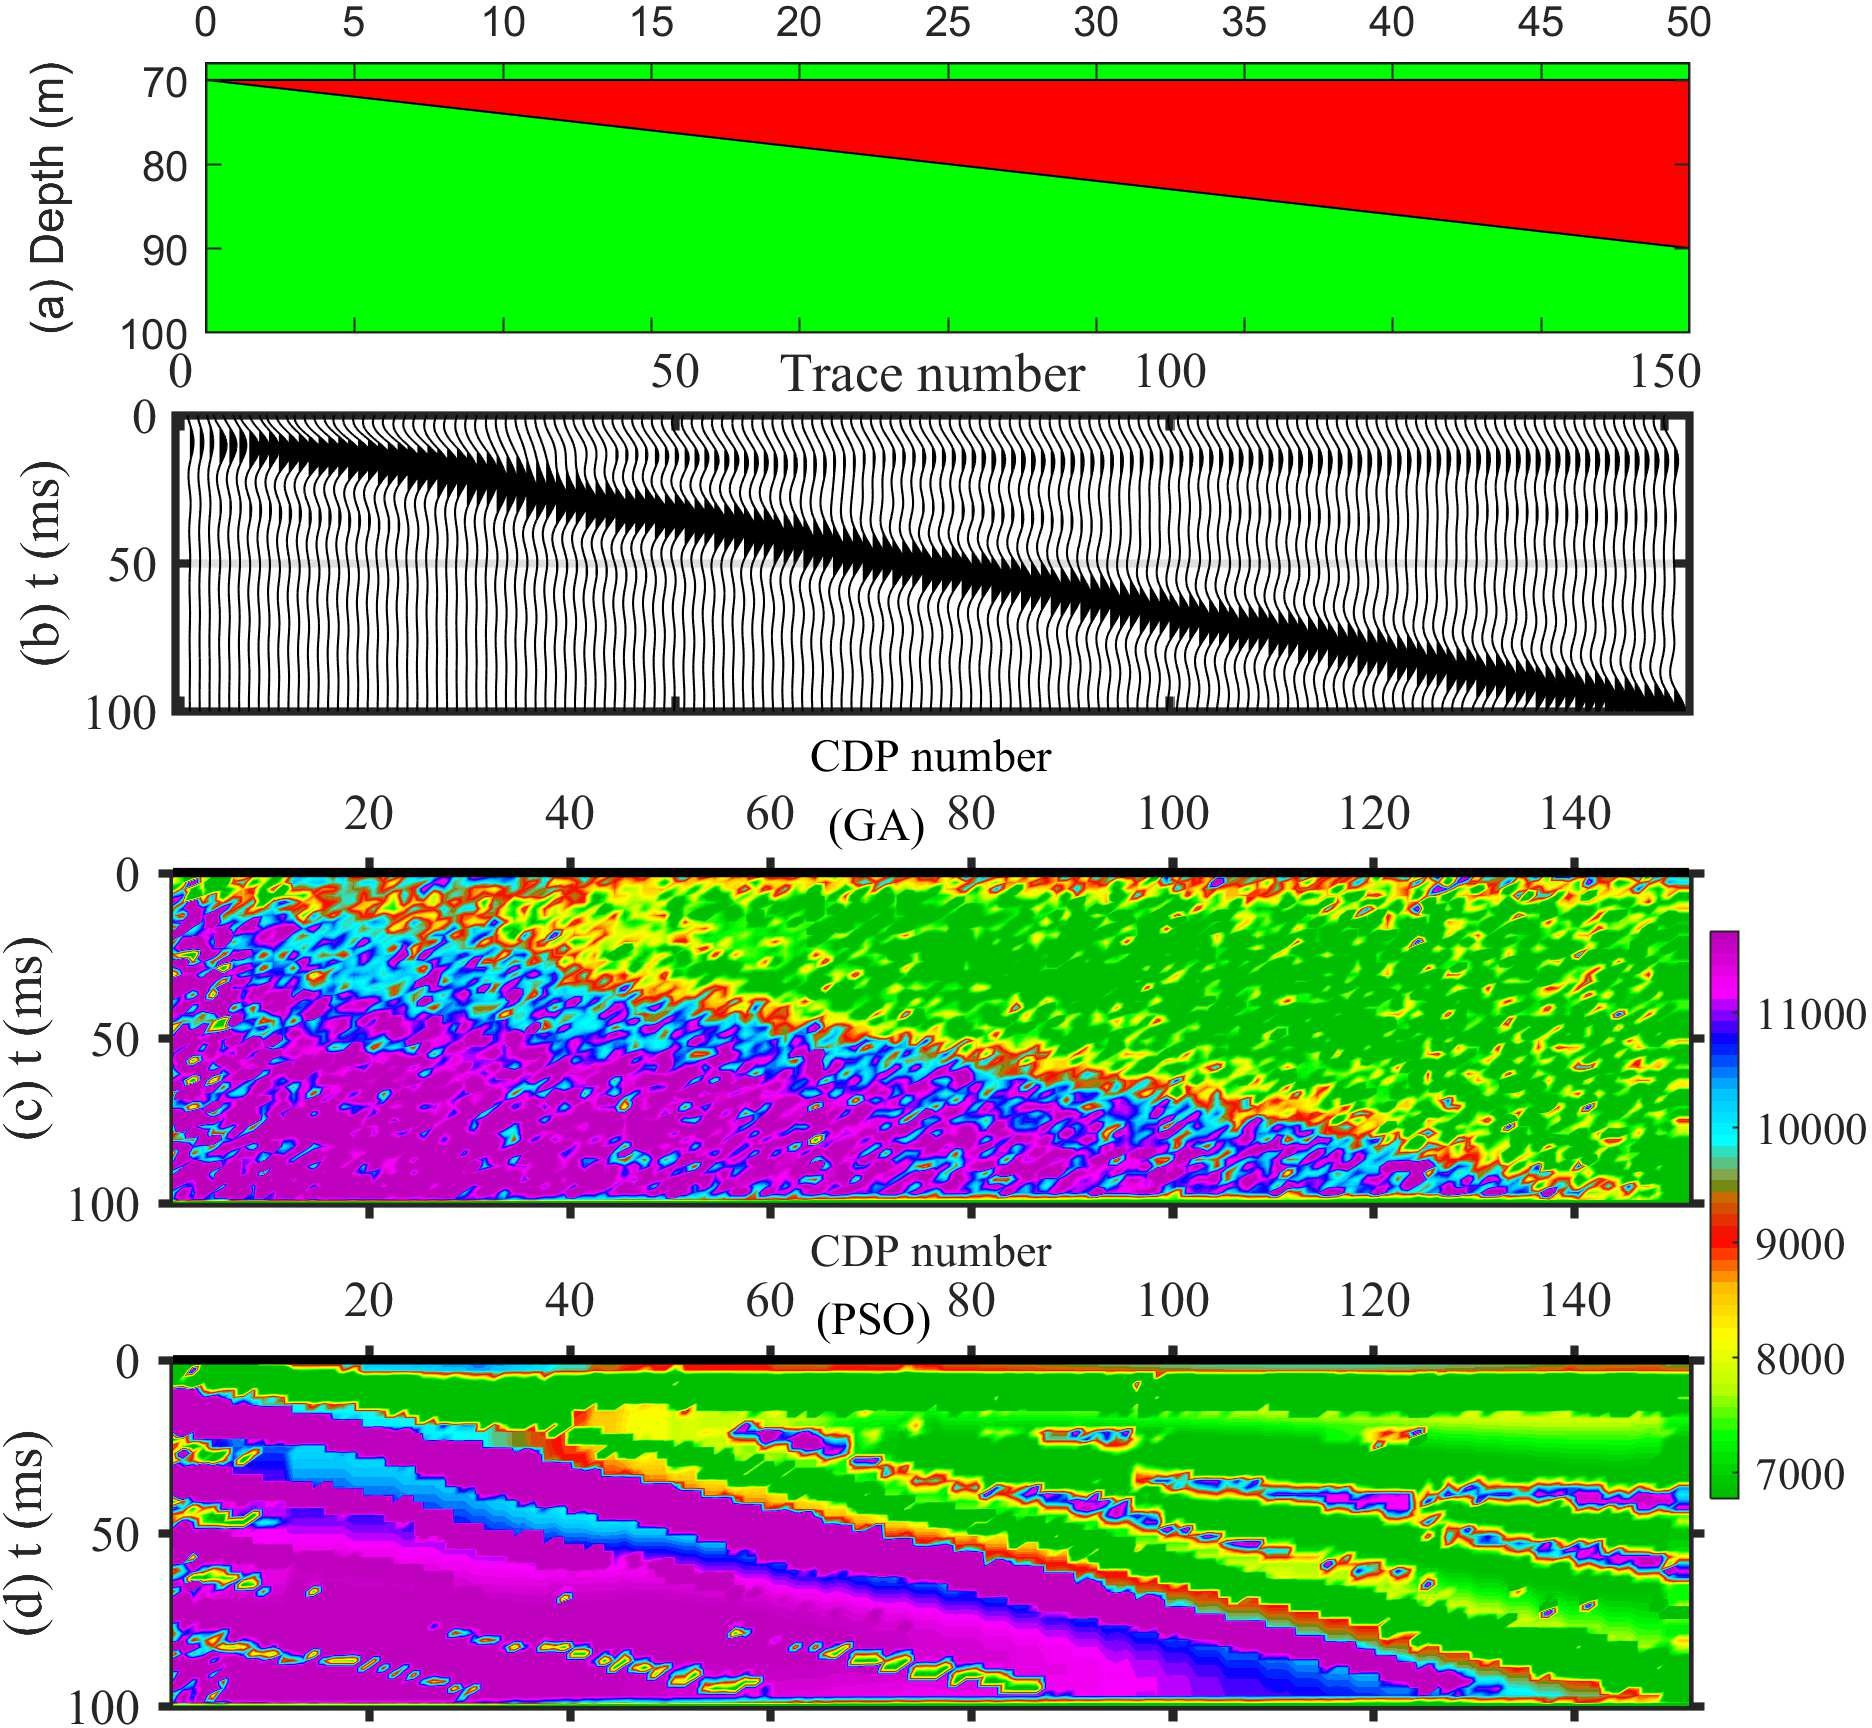 0 5 10 15 20 25 30 35 40 45 50
(a) Depth (m)
70
80
90
100
0 50 Trace number 100 150
(b) t (ms)
0
50
100
CDP number
20 40 60 (GA) 80 100 120 140
(c) t (ms)
0
50
100
CDP number
20 40 60 (PSO) 80 100 120 140
(d) t (ms)
0
50
100
11000
10000
9000
8000
7000